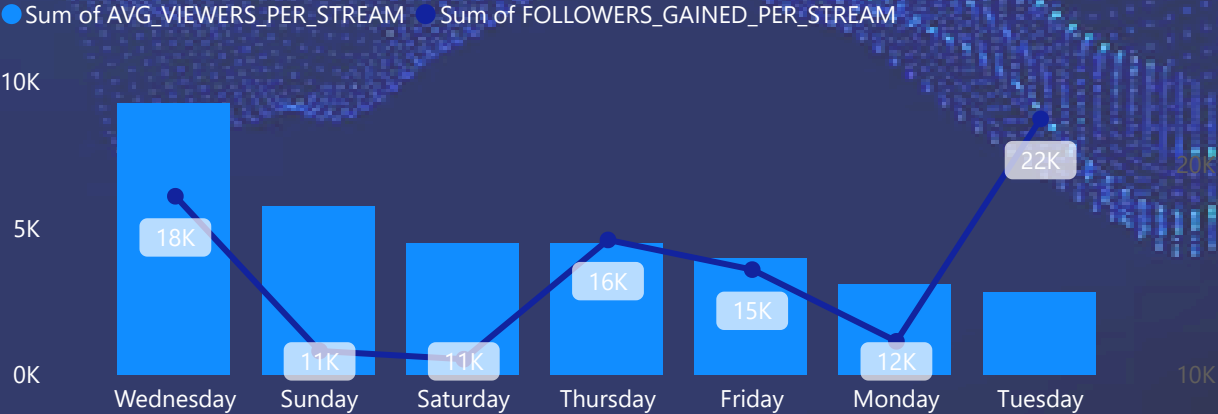 Sum of AVG_VIEWERS_PER_STREAM Sum of FOLLOWERS_GAINED_PER_STREAM
10K
22K
20K
5K
18K
16K
15K
11K
11K
12K
0K
10K
Wednesday Sunday Saturday Thursday Friday Monday Tuesday